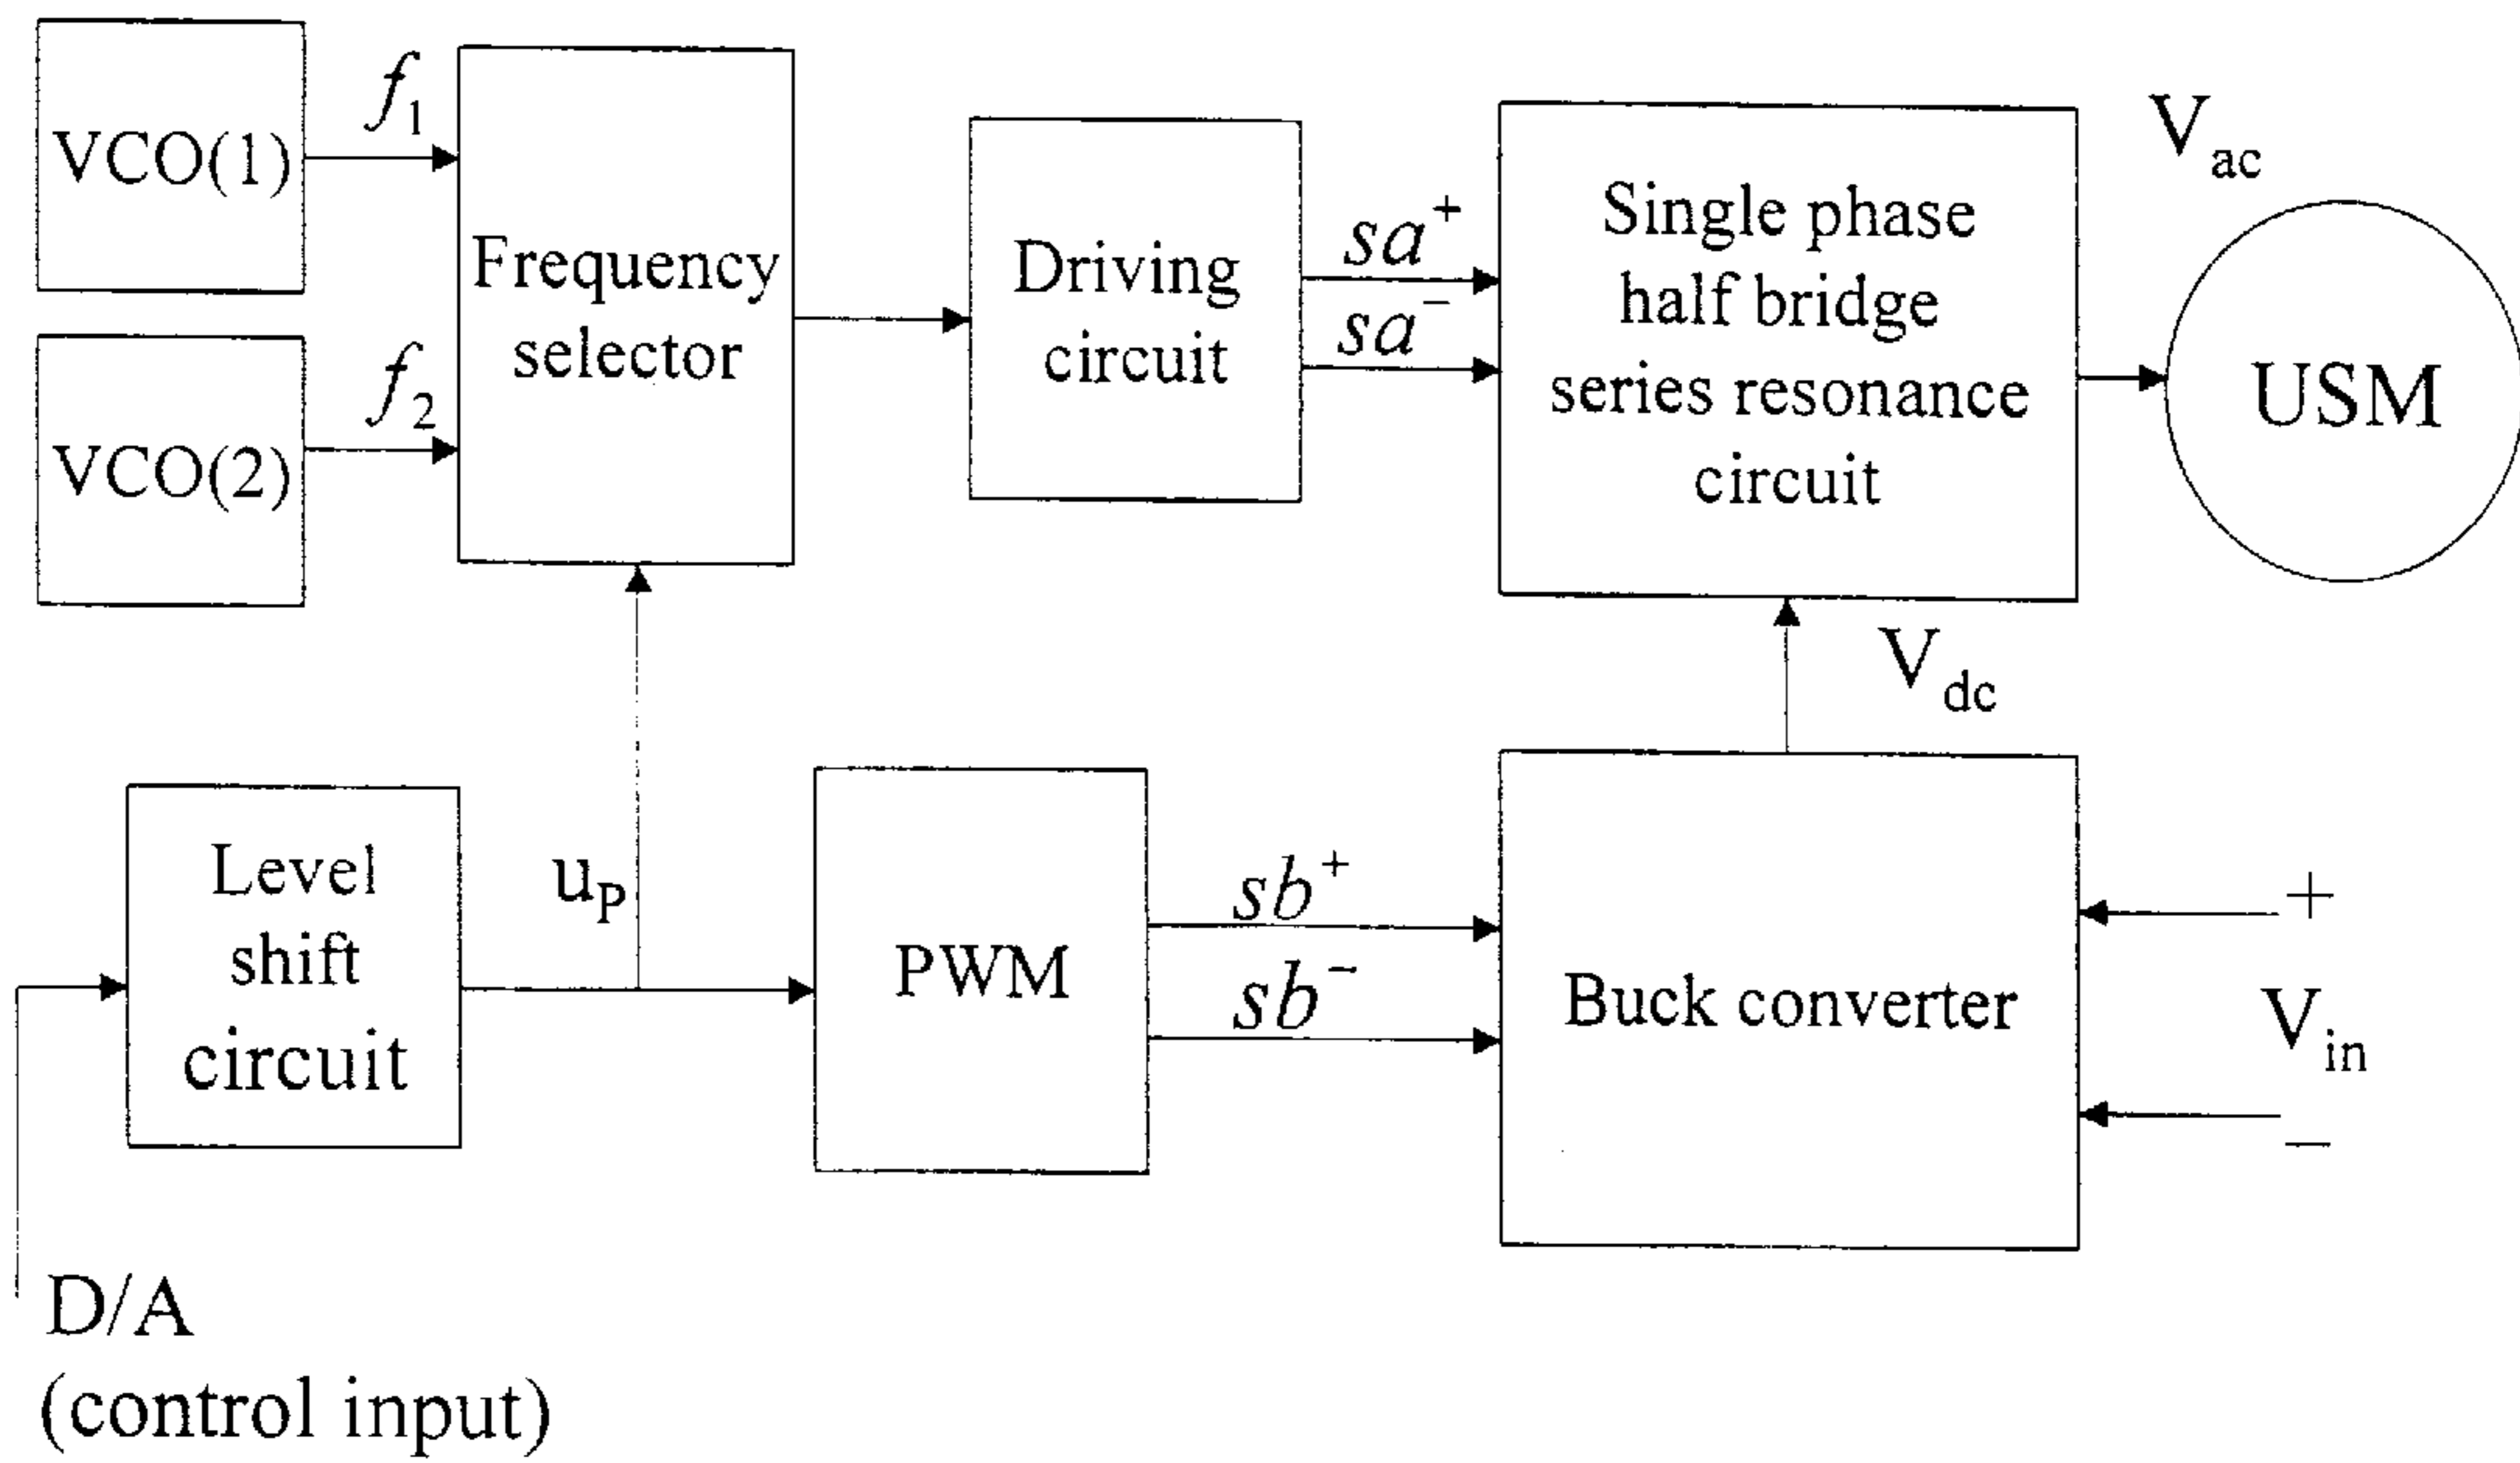 VCO(1)
f1
VCO(2)
f2
Frequency
selector
Driving
circuit
sa+
sa−
Single phase
half bridge
series resonance
circuit
Vac
USM
Vdc
Level
shift
circuit
uP
PWM
sb+
sb−
Buck converter
+
Vin
−
D/A
(control input)